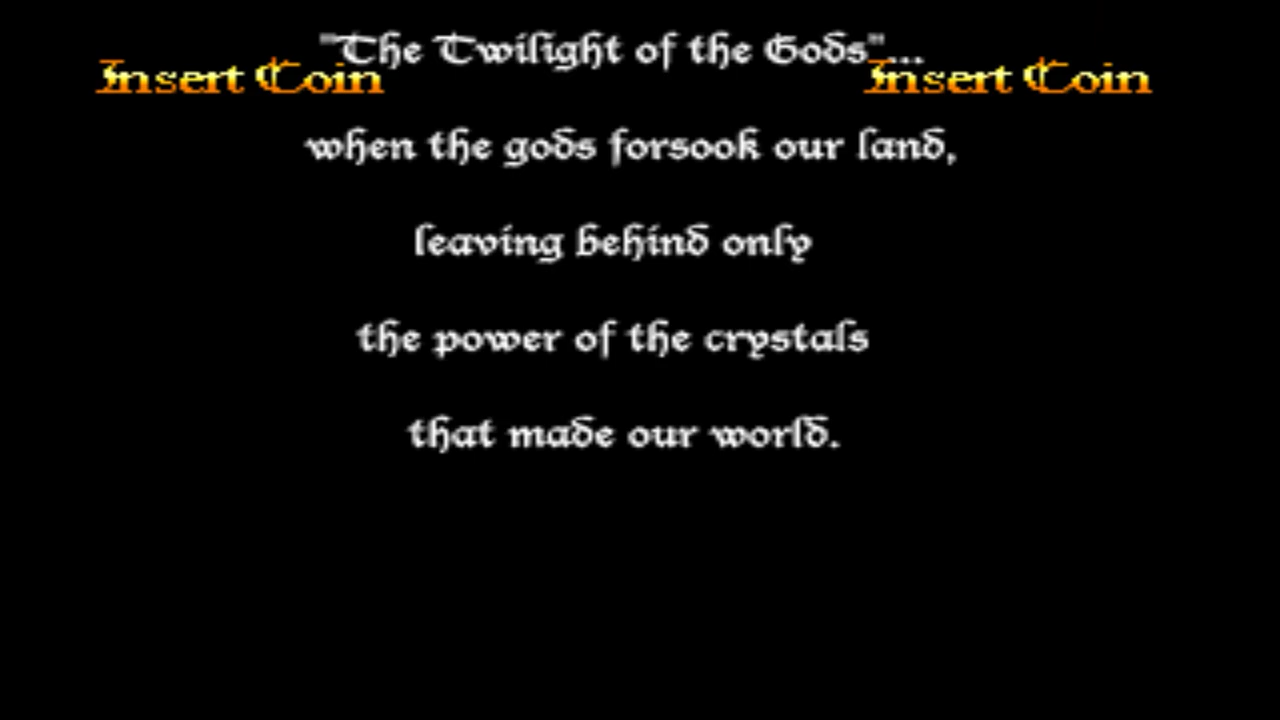 "The Twilight of the Gods"...
Insert Coin Insert Coin
when the gods forsook our land,
leaving behind only
the power of the crystals
that made our world.